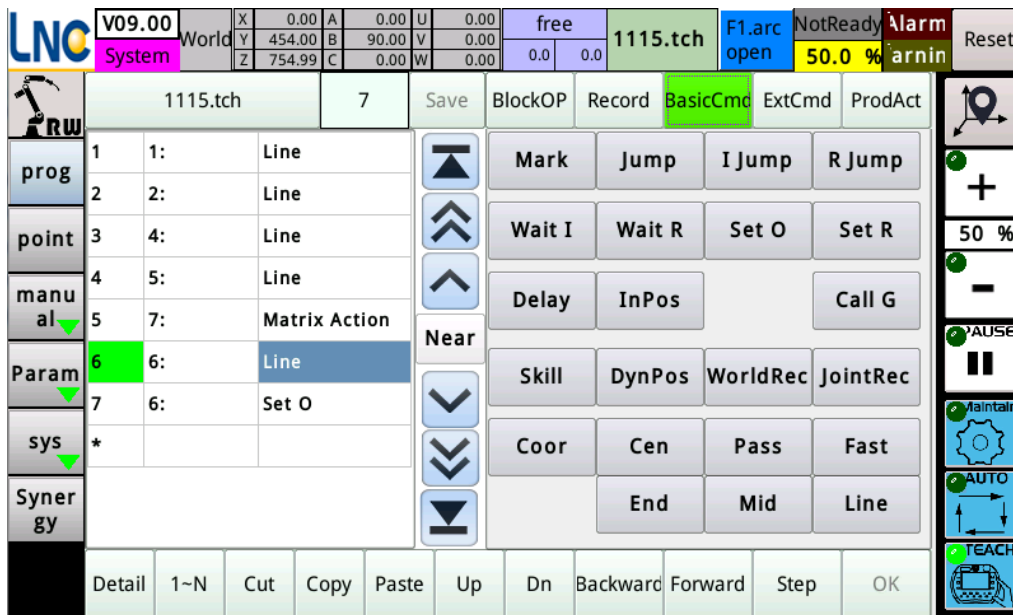 LNC V09.00 System World X 0.00 A 0.00 U 0.00 free 1115.tch F1.arc open NotReady Alarm Reset
Y 454.00 B 90.00 V 0.00
Z 754.99 C 0.00 W 0.00 0.0 0.0 50.0 % arnin
RW 1115.tch 7 Save BlockOP Record BasicCmd ExtCmd ProdAct
prog
point
manu
al
Param
sys
Syner
gy
1 1: Line
2 2: Line
3 4: Line
4 5: Line
5 7: Matrix Action
6 6: Line
7 6: Set O
*
Near
Mark Jump I Jump R Jump
Wait I Wait R Set O Set R
Delay InPos Call G
Skill DynPos WorldRec JointRec
Coor Cen Pass Fast
End Mid Line
+
50 %
-
PAUSE
Maintain
AUTO
TEACH
Detail 1~N Cut Copy Paste Up Dn Backward Forward Step OK